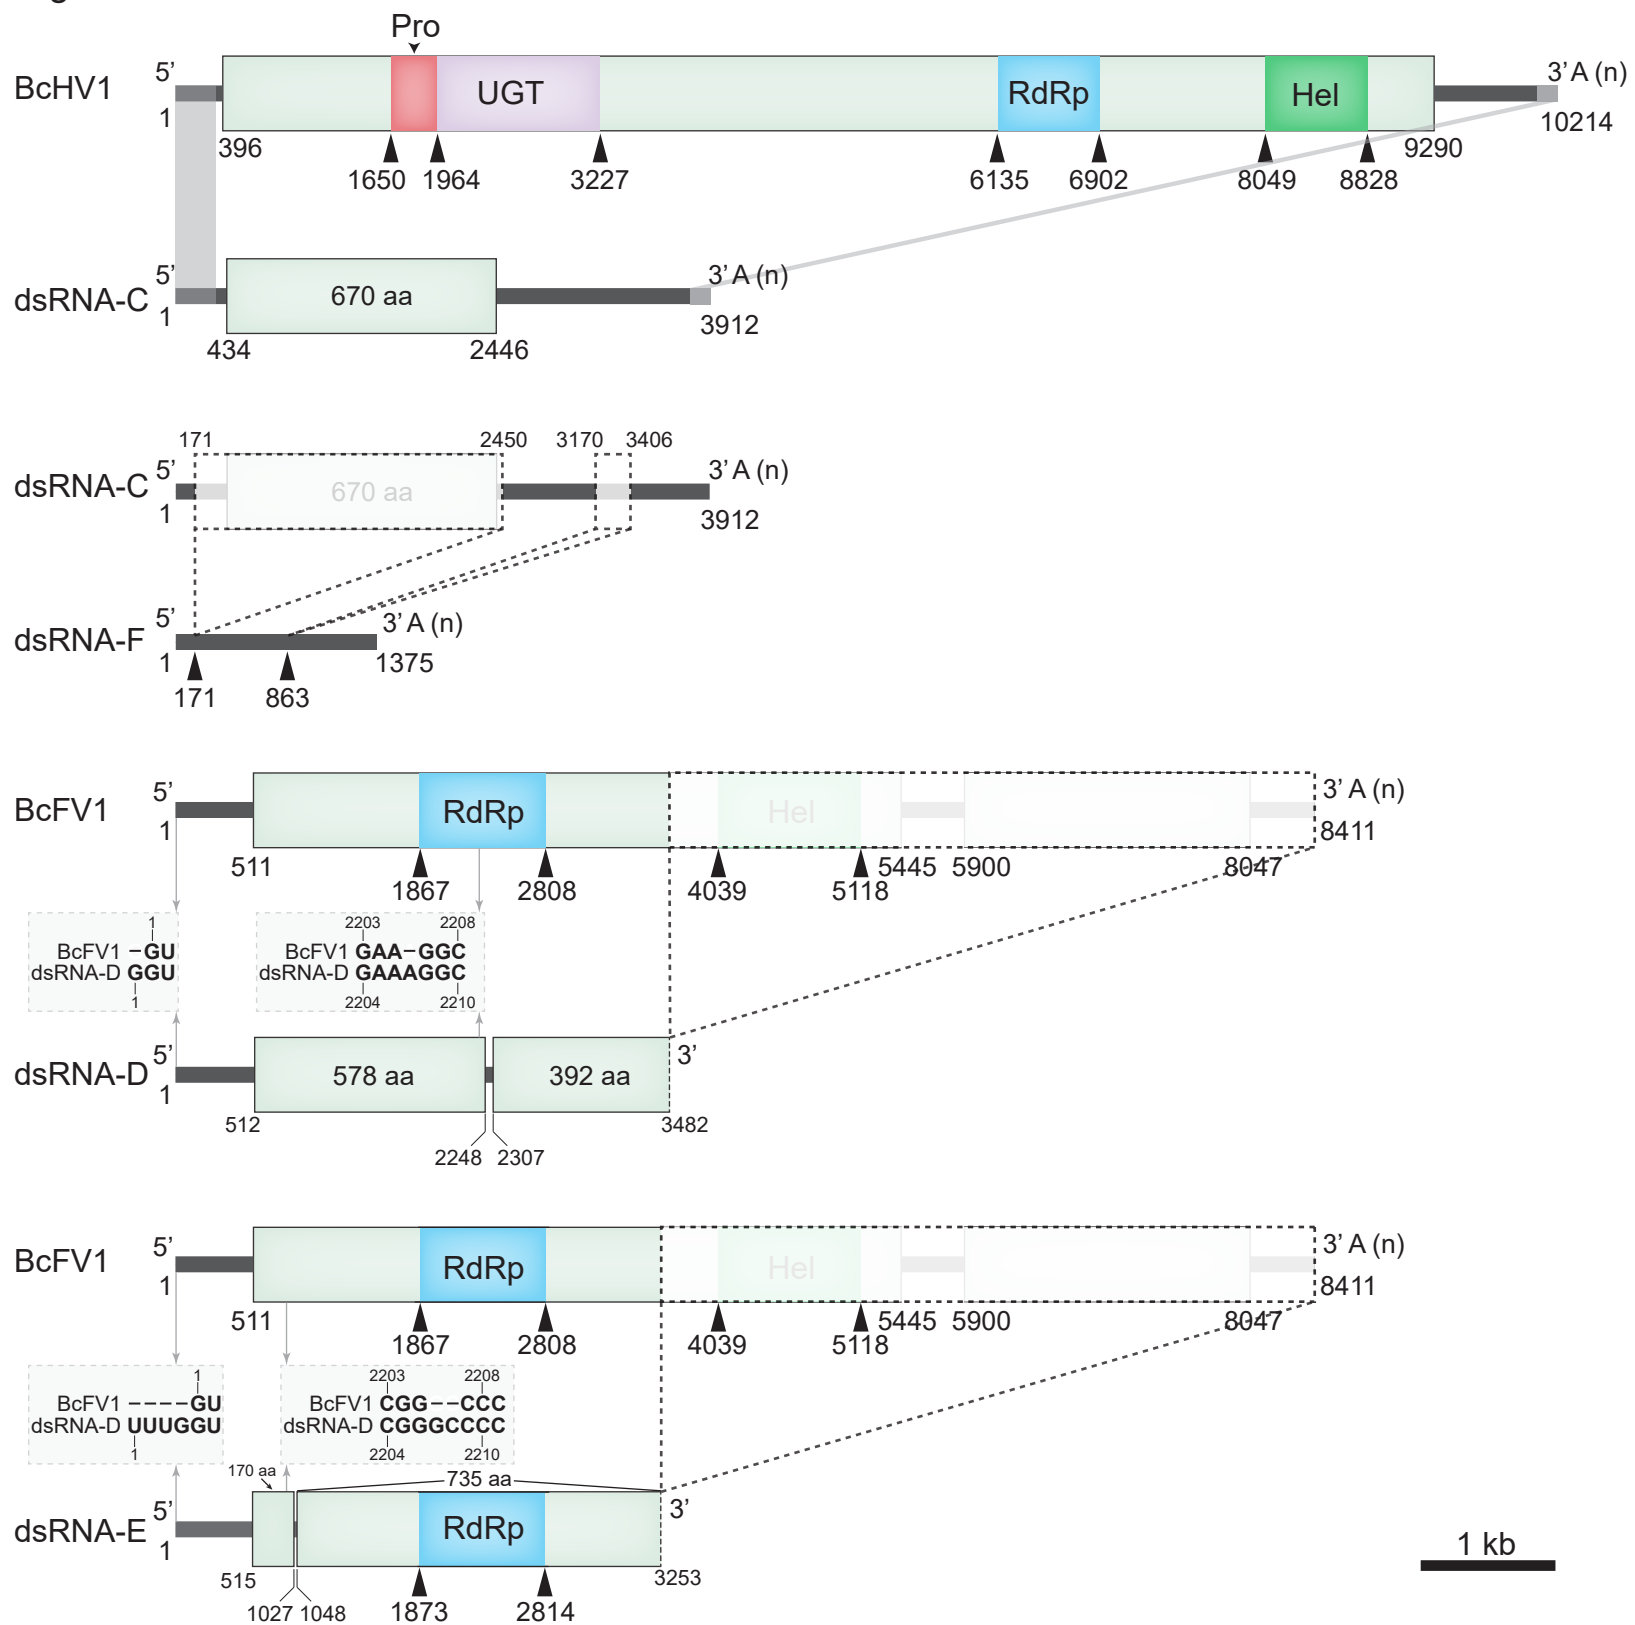 Pro
BcHV1 5’ UGT RdRp Hel 3’ A (n)
1 10214
396 9290
1650 1964 3227 6135 6902 8049 8828
dsRNA-C 5’ 670 aa 3’ A (n)
1 3912
434 2446
171 2450 3170 3406
dsRNA-C 5’ 670 aa 3’ A (n)
1 3912
dsRNA-F 5’ 3’ A (n)
1 1375
171 863
BcFV1 5’ RdRp Hel 3’ A (n)
1 8411
511 5445 5900 8047
1867 2808 4039 5118
1 2203 2208
BcFV1 –GU BcFV1 GAA–GGC
dsRNA-D GGU dsRNA-D GAAAGGC
1 2204 2210
dsRNA-D 5’ 578 aa 392 aa 3’
1
512 3482
2248 2307
BcFV1 5’ RdRp Hel 3’ A (n)
1 8411
511 5445 5900 8047
1867 2808 4039 5118
1 2203 2208
BcFV1 ––––GU BcFV1 CGG––CCC
dsRNA-D UUUGGU dsRNA-D CGGGCCCC
1 2204 2210
170 aa 735 aa
dsRNA-E 5’ RdRp 3’
1
515 3253
1027 1048 1873 2814
1 kb